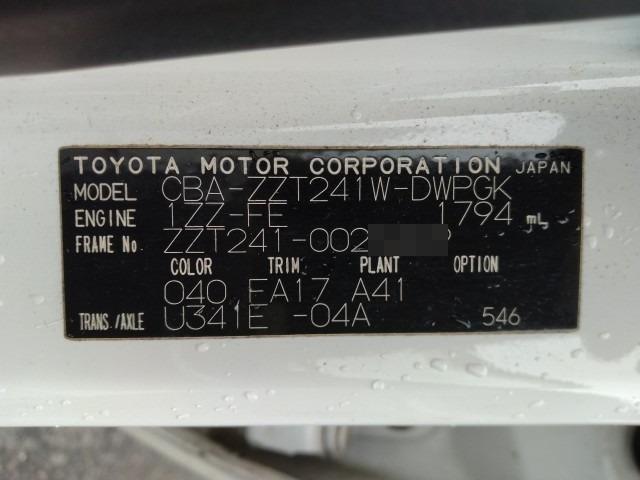 TOYOTA MOTOR CORPORATION JAPAN
MODEL CBA-ZZT241W-DWPGK
ENGINE 1ZZ-FE 1794 mL
FRAME No ZZT241-002
COLOR TRIM PLANT OPTION
040 FA17 A41
TRANS./AXLE U341E -04A 546